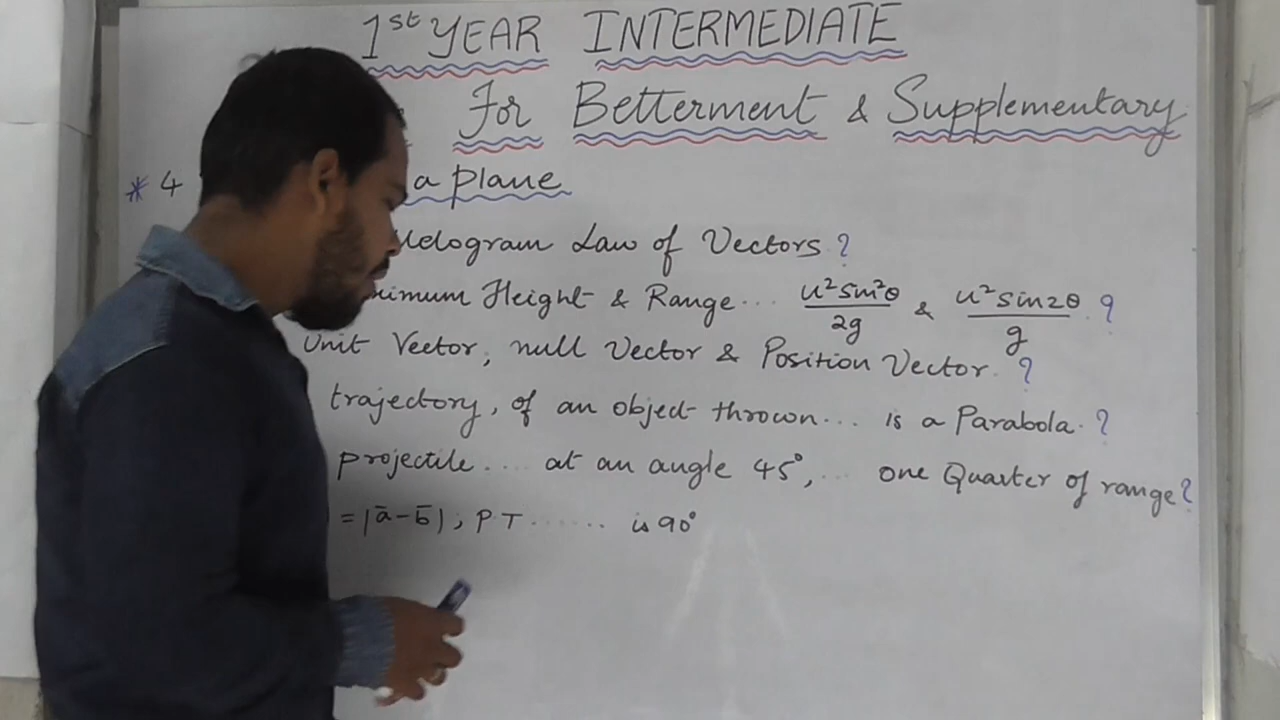 1st YEAR INTERMEDIATE
For Betterment & Supplementary
* 4 a plane
Law of Vectors ?
Height & Range... u²sin²θ/2g & u²sin2θ/g ?
Unit Vector, null Vector & Position Vector. ?
trajectory, of an object thrown... is a Parabola. ?
projectile.... at an angle 45°,... one Quarter of range?
= |a̅-b̅|, P.T....... is 90°